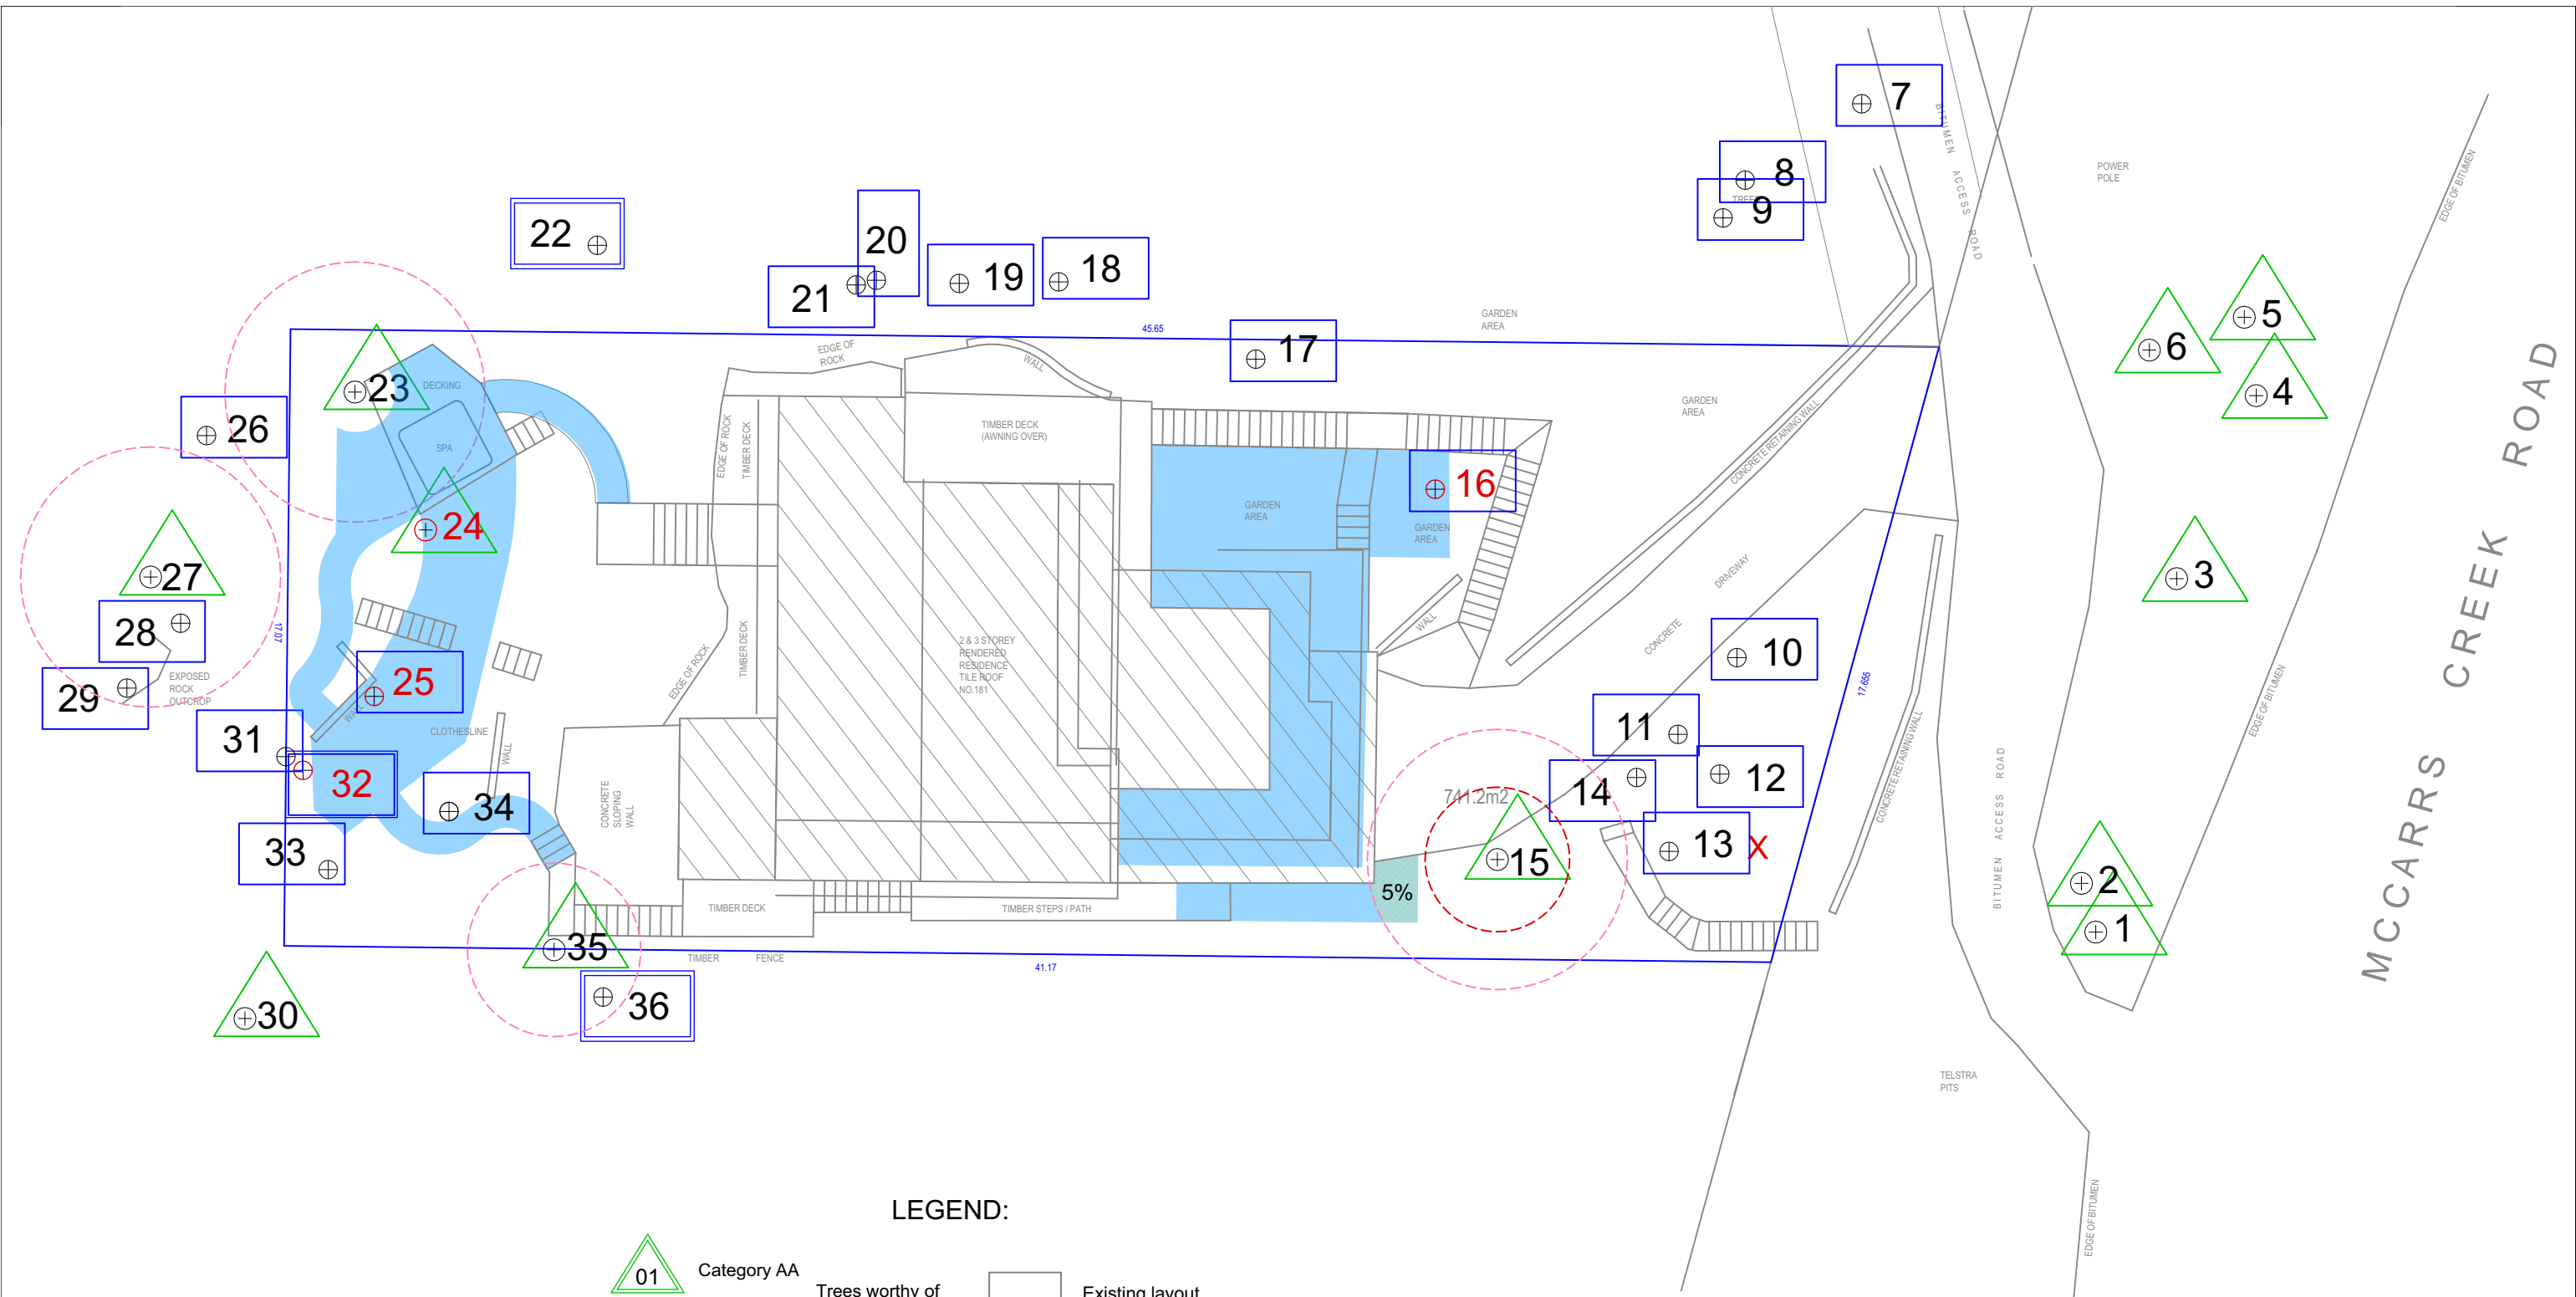 7
8
TREE
9
BITUMEN ACCESS ROAD
POWER
POLE
EDGE OF BITUMEN
22
20
21
19
18
17
45.65
GARDEN
AREA
5
6
4
EDGE OF
ROCK
WALL
23
DECKING
SPA
26
24
EDGE OF ROCK
TIMBER DECK
TIMBER DECK
(AWNING OVER)
GARDEN
AREA
16
GARDEN
AREA
GARDEN
AREA
CONCRETE RETAINING WALL
MCCARRS CREEK ROAD
27
28
29
EXPOSED
ROCK
OUTCROP
17.07
25
WALL
31
32
CLOTHESLINE
WALL
33
34
EDGE OF ROCK
TIMBER DECK
CONCRETE
SLOPING
WALL
2 & 3 STOREY
RENDERED
RESIDENCE
TILE ROOF
NO.181
WALL
DRIVEWAY
CONCRETE
3
10
11
12
14
13
X
17.655
741.2m2
15
5%
CONCRETE RETAINING WALL
BITUMEN ACCESS ROAD
EDGE OF BITUMEN
2
1
TIMBER DECK
TIMBER STEPS / PATH
35
TIMBER FENCE
41.17
30
36
TELSTRA
PITS
EDGE OF BITUMEN
LEGEND:
01
Category AA
Trees worthy of
Existing layout